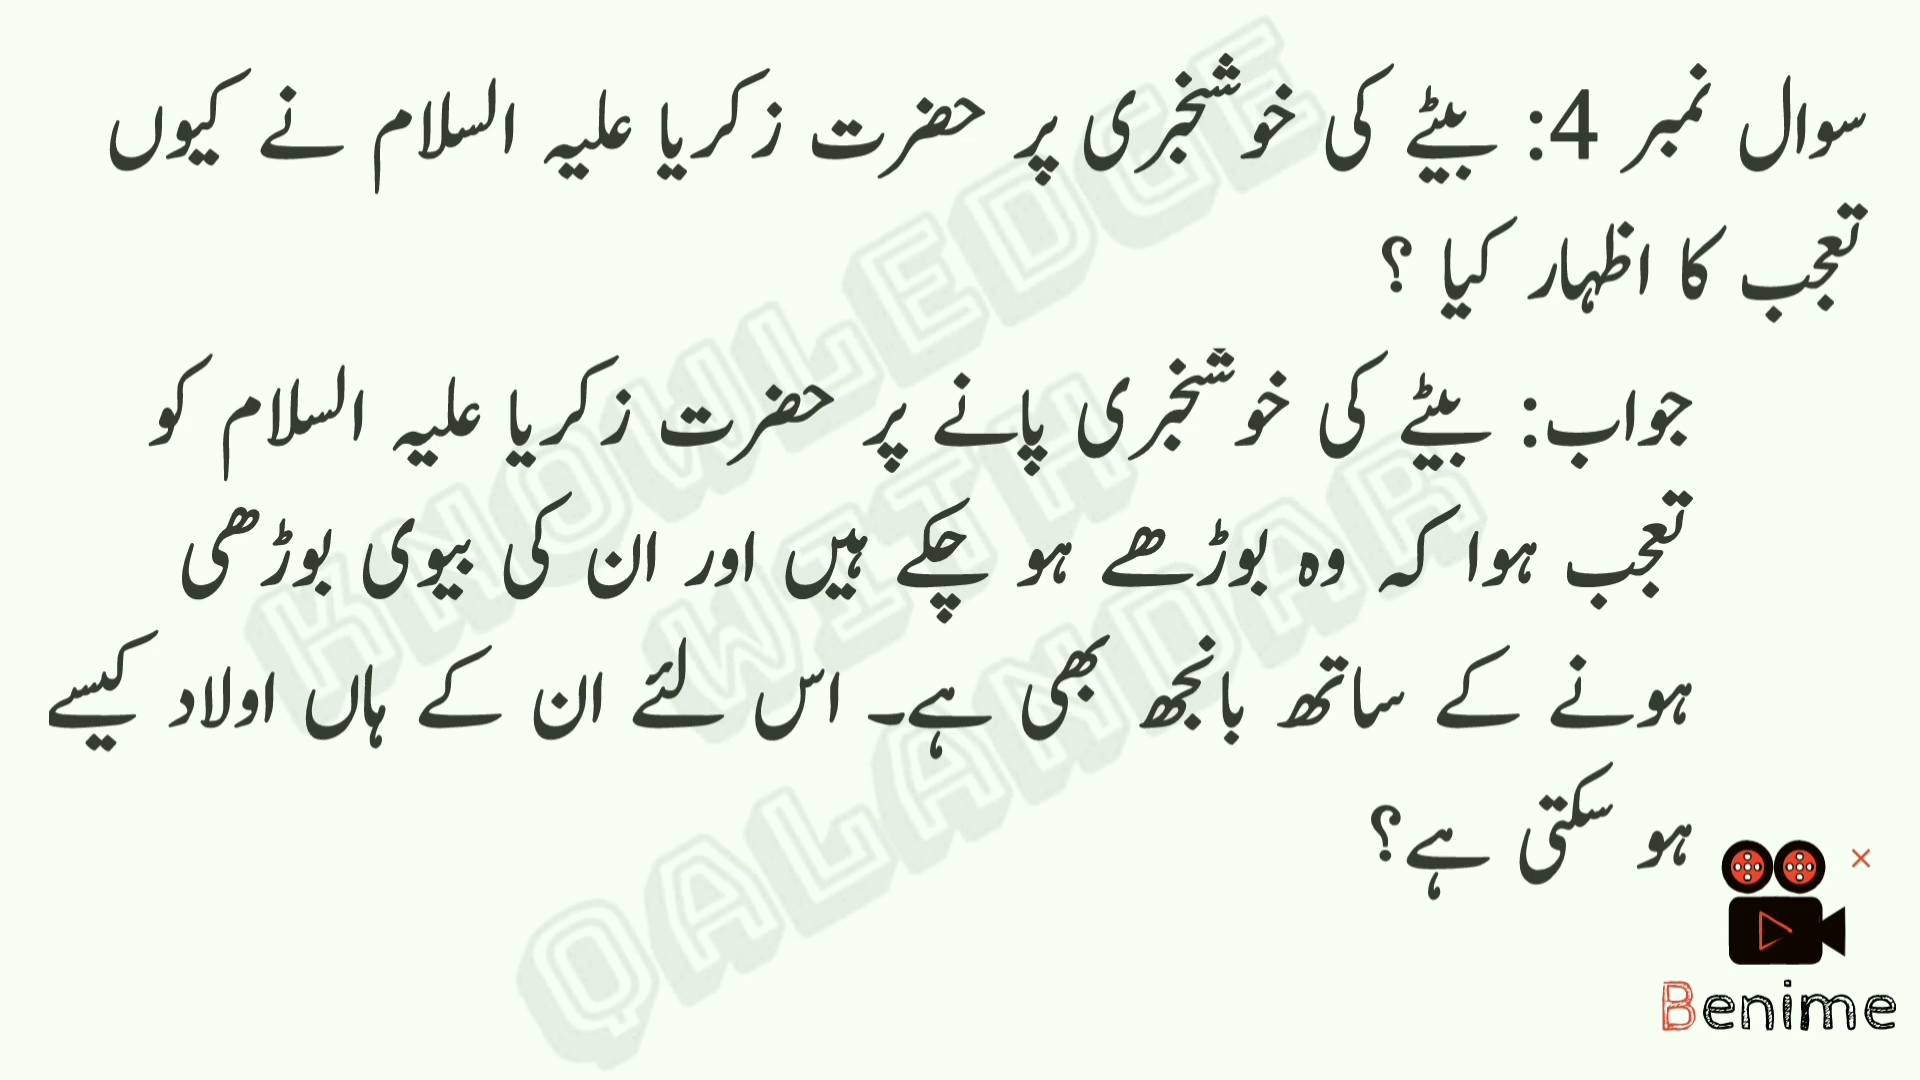 سوال نمبر 4: بیٹے کی خوشخبری پر حضرت زکریا علیہ السلام نے کیوں
تعجب کا اظہار کیا ؟
جواب: بیٹے کی خوشخبری پانے پر حضرت زکریا علیہ السلام کو
تعجب ہوا کہ وہ بوڑھے ہو چکے ہیں اور ان کی بیوی بوڑھی
ہونے کے ساتھ بانجھ بھی ہے۔ اس لئے ان کے ہاں اولاد کیسے
ہو سکتی ہے؟
KNOWLEDGE
WITH
QALANDAR
Benime